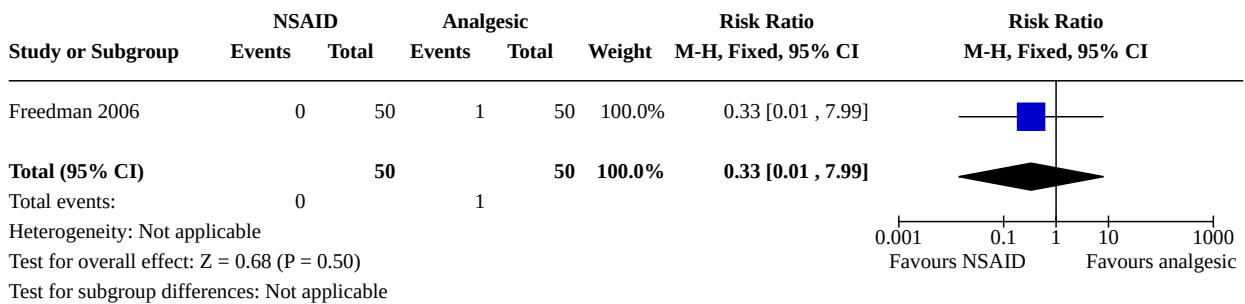 NSAID Analgesic Risk Ratio Risk Ratio
Study or Subgroup Events Total Events Total Weight M-H, Fixed, 95% CI M-H, Fixed, 95% CI
Freedman 2006 0 50 1 50 100.0% 0.33 [0.01 , 7.99]
Total (95% CI) 50 50 100.0% 0.33 [0.01 , 7.99]
Total events: 0 1
Heterogeneity: Not applicable
0.001 0.1 1 10 1000
Test for overall effect: Z = 0.68 (P = 0.50)
Favours NSAID Favours analgesic
Test for subgroup differences: Not applicable